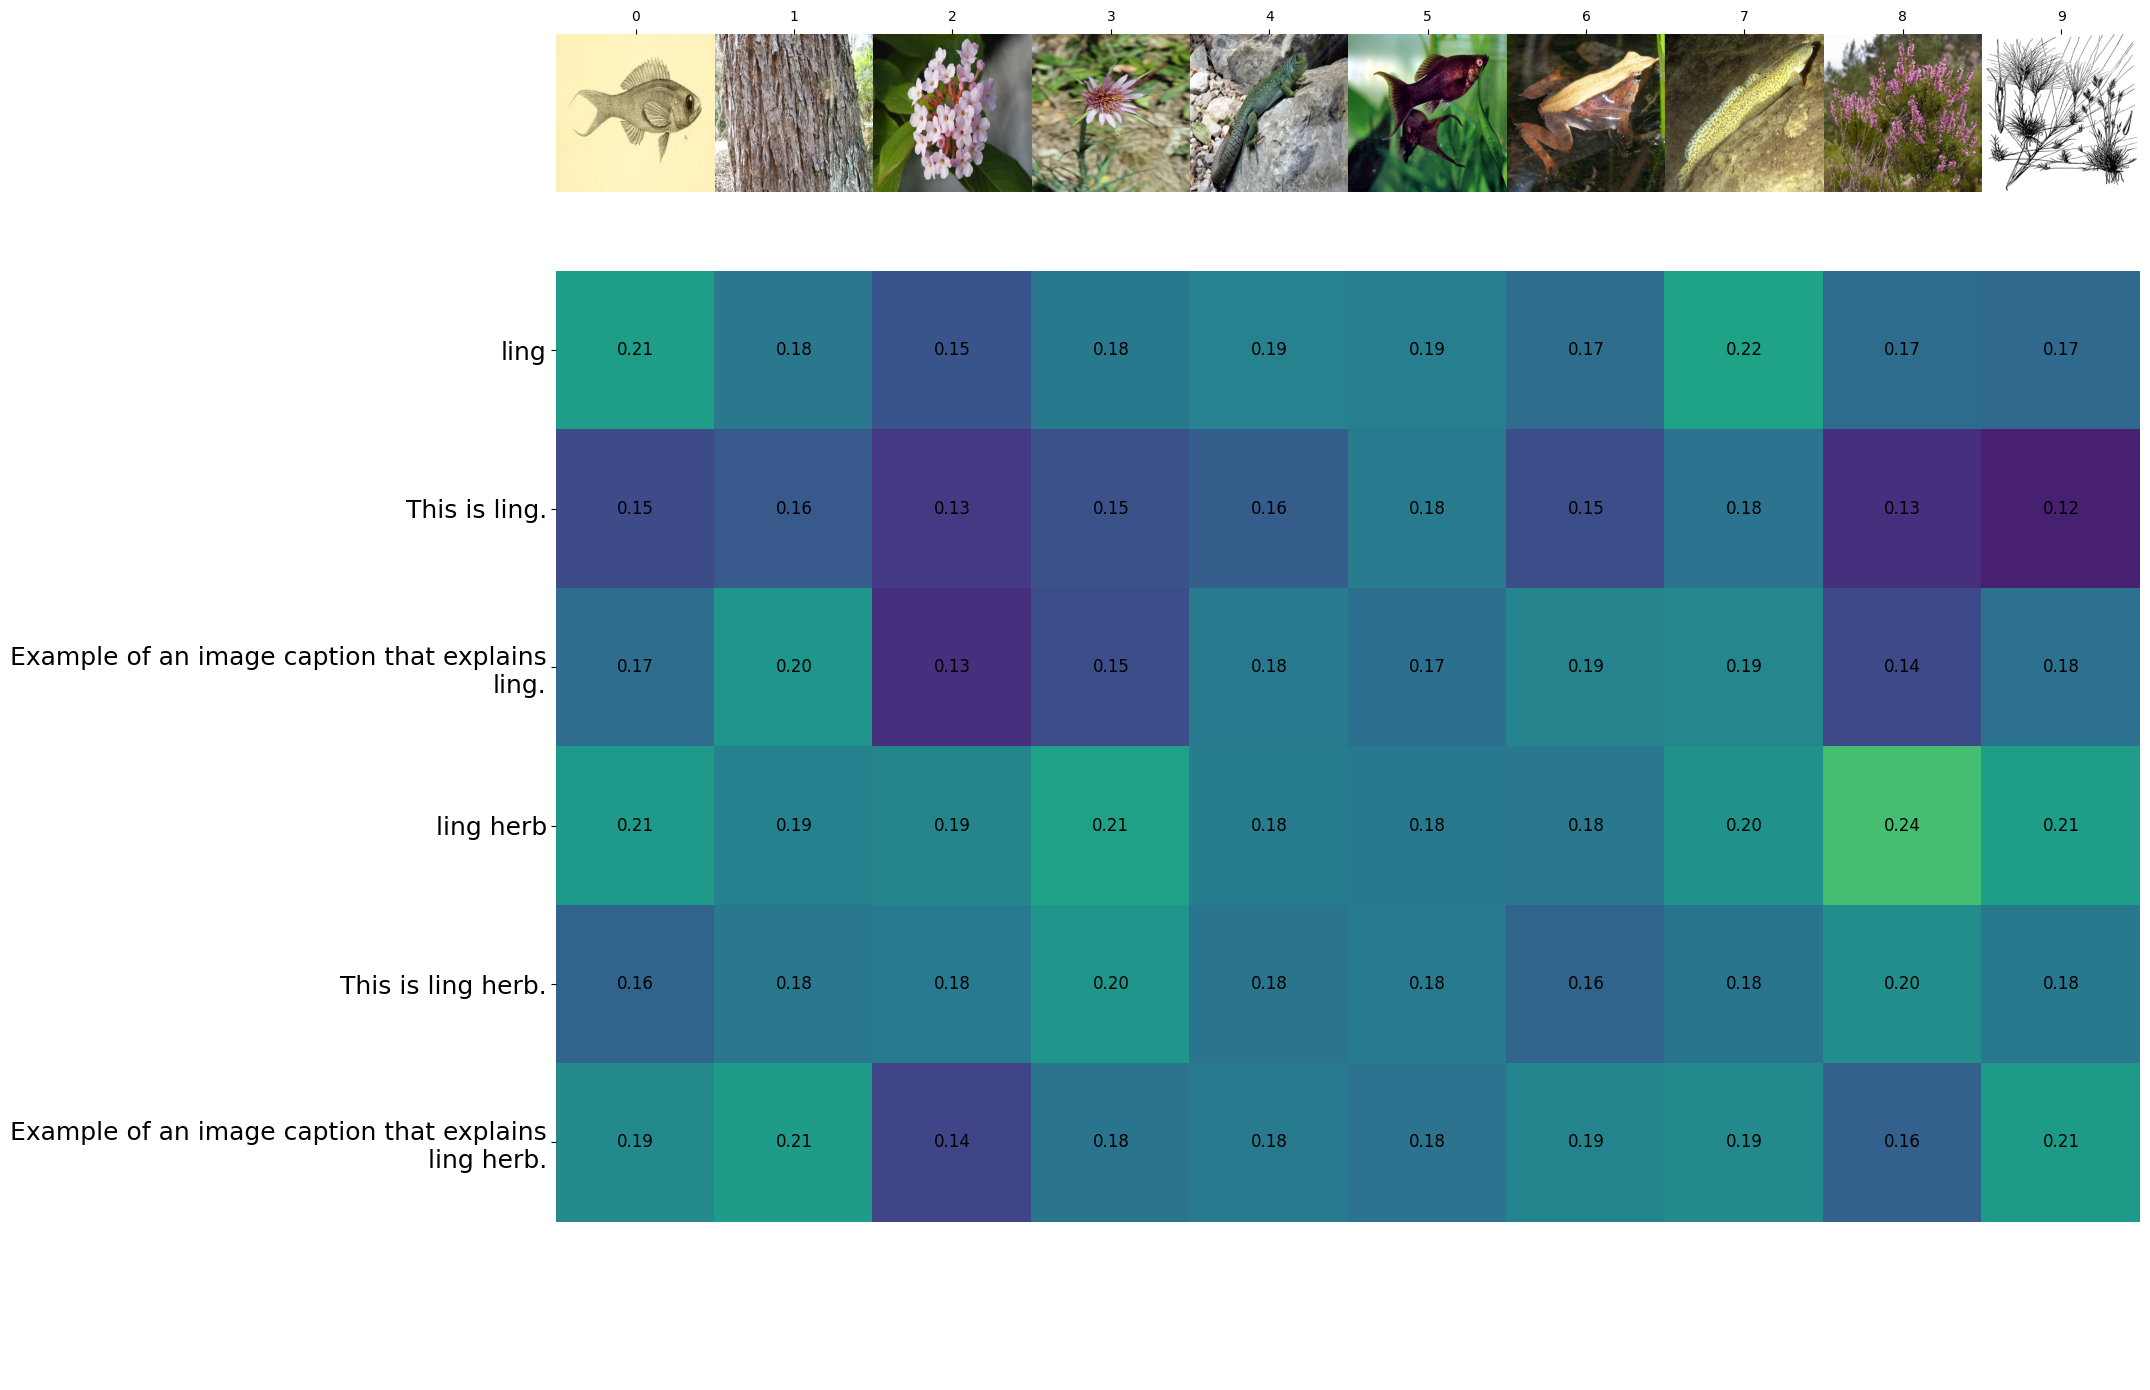 0 1 2 3 4 5 6 7 8 9
ling 0.21 0.18 0.15 0.18 0.19 0.19 0.17 0.22 0.17 0.17
This is ling. 0.15 0.16 0.13 0.15 0.16 0.18 0.15 0.18 0.13 0.12
Example of an image caption that explains
ling. 0.17 0.20 0.13 0.15 0.18 0.17 0.19 0.19 0.14 0.18
ling herb 0.21 0.19 0.19 0.21 0.18 0.18 0.18 0.20 0.24 0.21
This is ling herb. 0.16 0.18 0.18 0.20 0.18 0.18 0.16 0.18 0.20 0.18
Example of an image caption that explains
ling herb. 0.19 0.21 0.14 0.18 0.18 0.18 0.19 0.19 0.16 0.21